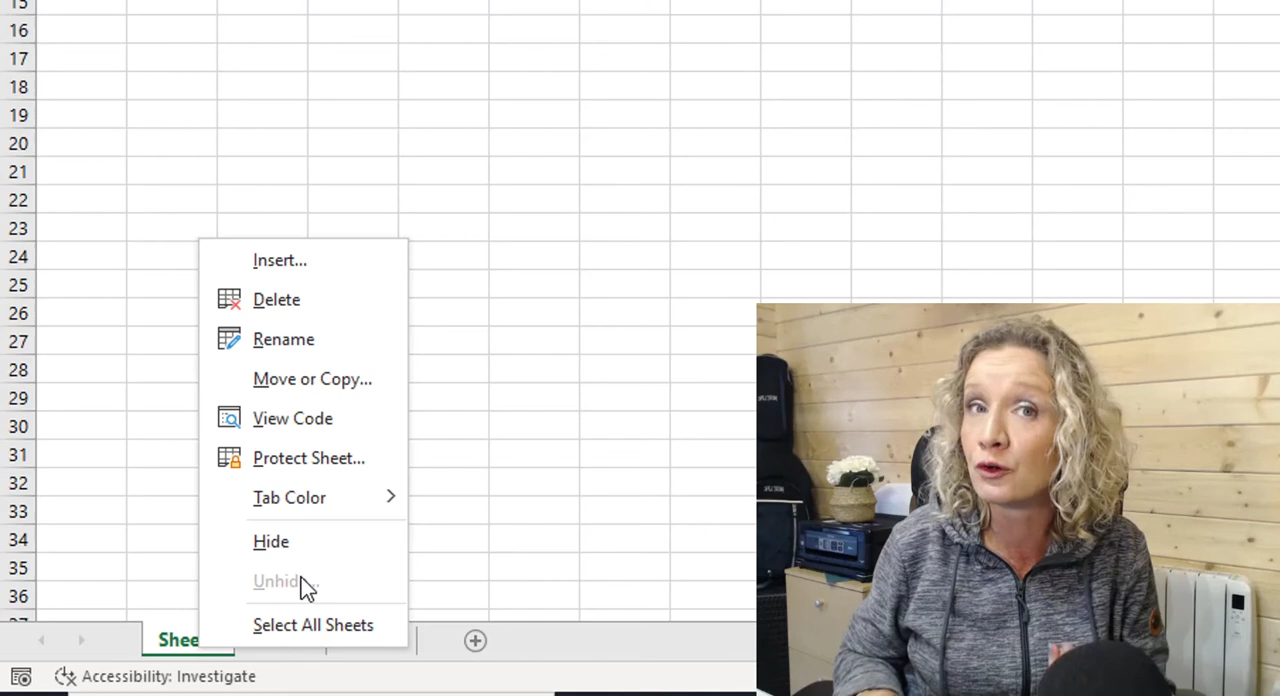 15
16
17
18
19
20
21
22
23
24
25
26
27
28
29
30
31
32
33
34
35
36
Insert...
Delete
Rename
Move or Copy...
View Code
Protect Sheet...
Tab Color
Hide
Select All Sheets
Accessibility: Investigate